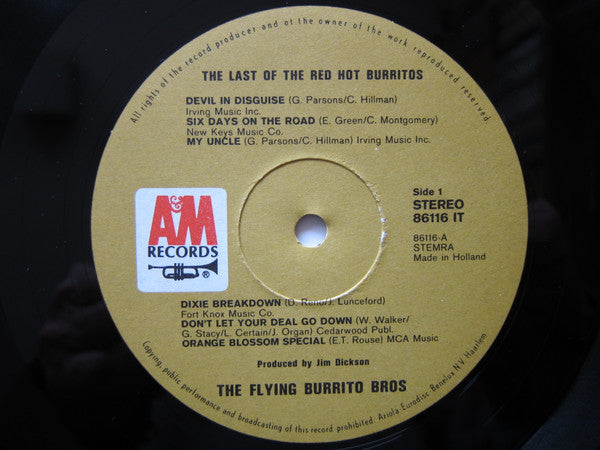 All rights of the record producer and of the owner of the work reproduced reserved. Unauthorised
THE LAST OF THE RED HOT BURRITOS
DEVIL IN DISGUISE (G. Parsons/C. Hillman)
Irving Music Inc.
SIX DAYS ON THE ROAD (E. Green/C. Montgomery)
New Keys Music Co.
MY UNCLE (G. Parsons/C. Hillman) Irving Music Inc.
Side 1
STEREO
86116 IT
86116-A
STEMRA
Made in Holland
A&M
RECORDS
®
DIXIE BREAKDOWN (D. Reno/J. Lunceford)
Fort Knox Music Co.
DON'T LET YOUR DEAL GO DOWN (W. Walker/
G. Stacy/L. Certain/J. Organ) Cedarwood Publ.
ORANGE BLOSSOM SPECIAL (E.T. Rouse) MCA Music
Produced by Jim Dickson
THE FLYING BURRITO BROS
Copying, public performance and broadcasting of this record prohibited. Ariola-Eurodisc Benelux N.V. Haarlem